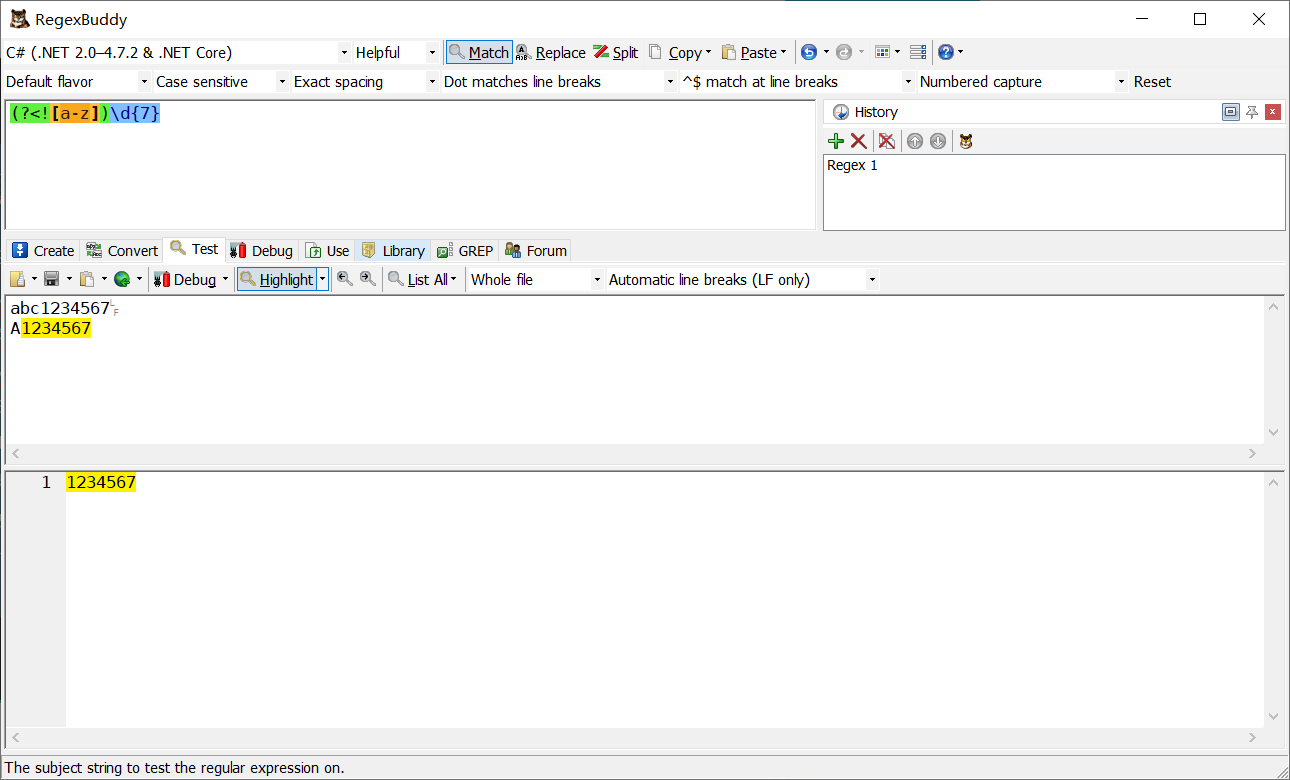 RegexBuddy
C# (.NET 2.0–4.7.2 & .NET Core) Helpful Match Replace Split Copy Paste
Default flavor Case sensitive Exact spacing Dot matches line breaks ^$ match at line breaks Numbered capture Reset
(?<![a-z])\d{7}
History
Regex 1
Create Convert Test Debug Use Library GREP Forum
Debug Highlight List All Whole file Automatic line breaks (LF only)
abc1234567LF
A1234567
1 1234567
The subject string to test the regular expression on.